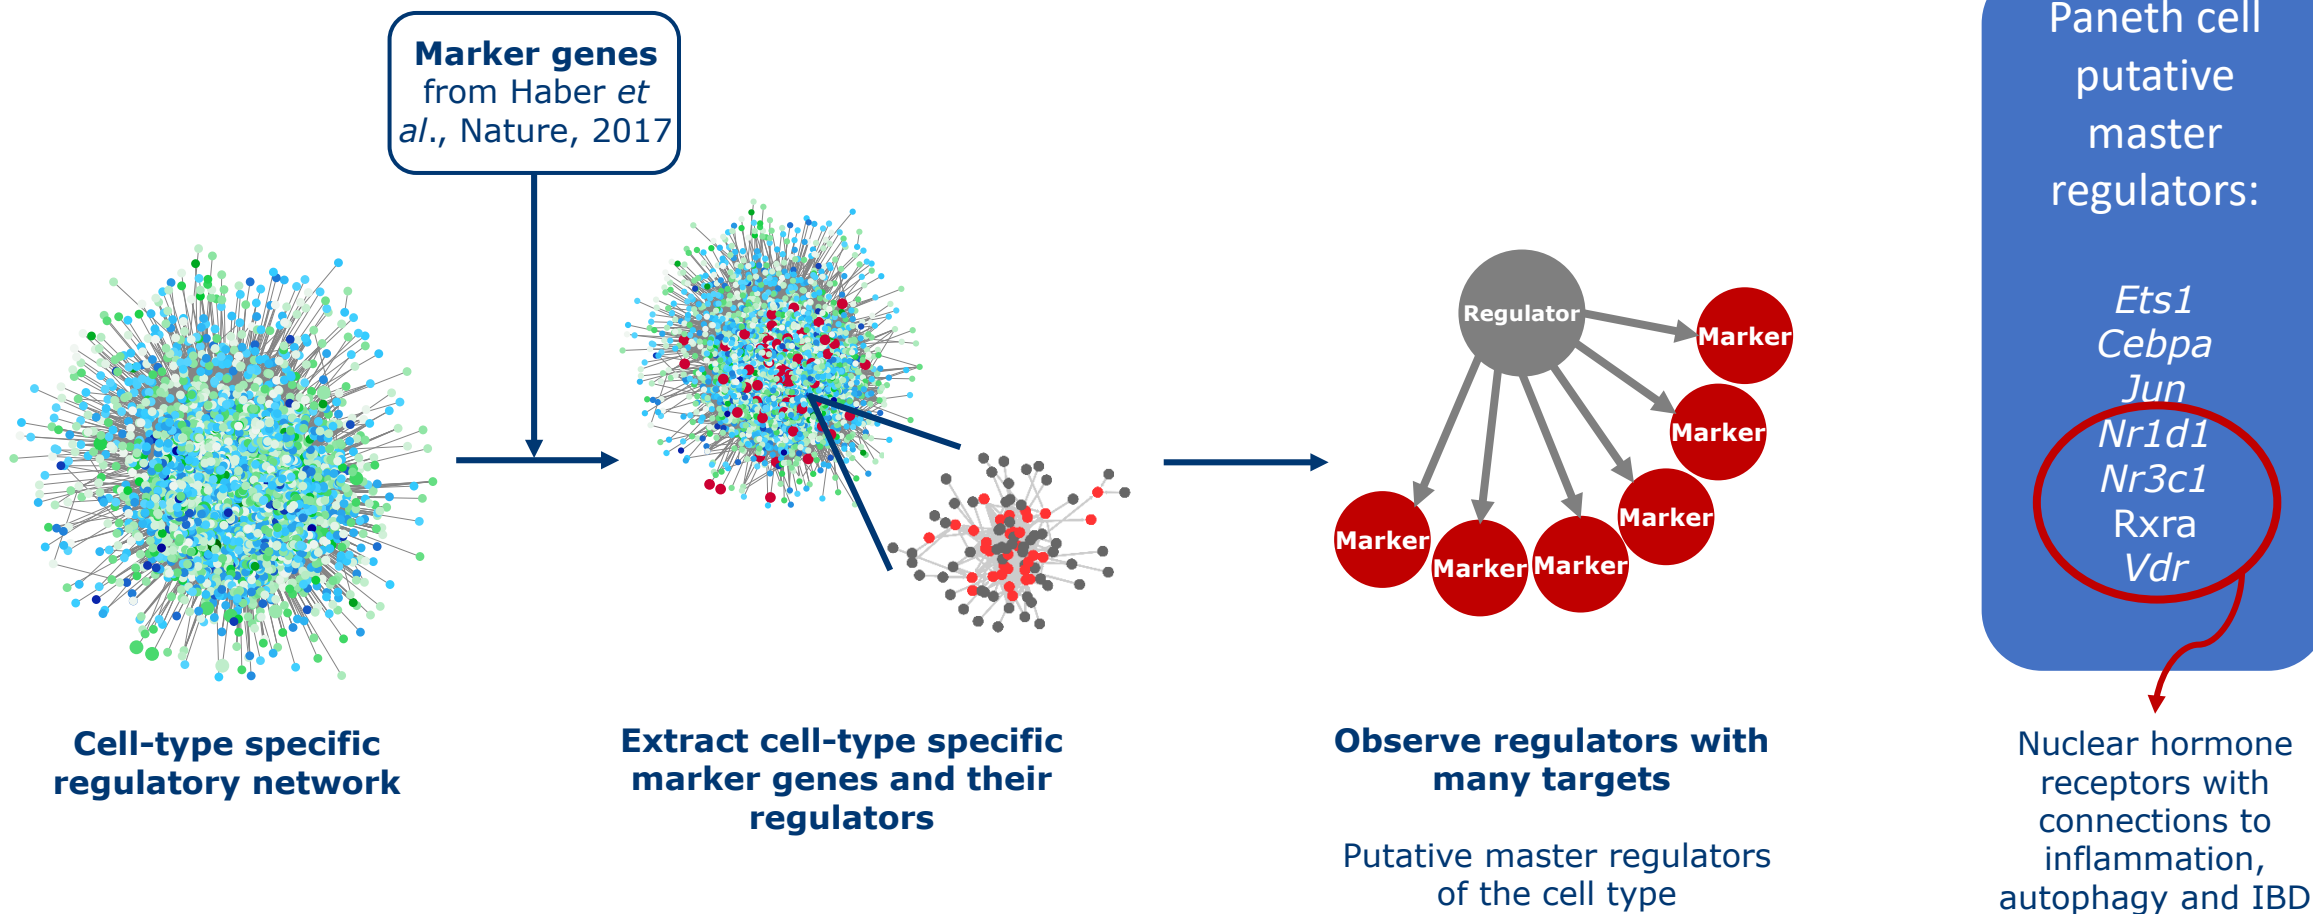 Marker genes
from Haber et
al., Nature, 2017
Cell-type specific
regulatory network
Extract cell-type specific
marker genes and their
regulators
Regulator
Marker
Marker
Marker
Marker
Marker
Marker
Observe regulators with
many targets
Putative master regulators
of the cell type
Paneth cell
putative
master
regulators:
Ets1
Cebpa
Jun
Nr1d1
Nr3c1
Rxra
Vdr
Nuclear hormone
receptors with
connections to
inflammation,
autophagy and IBD